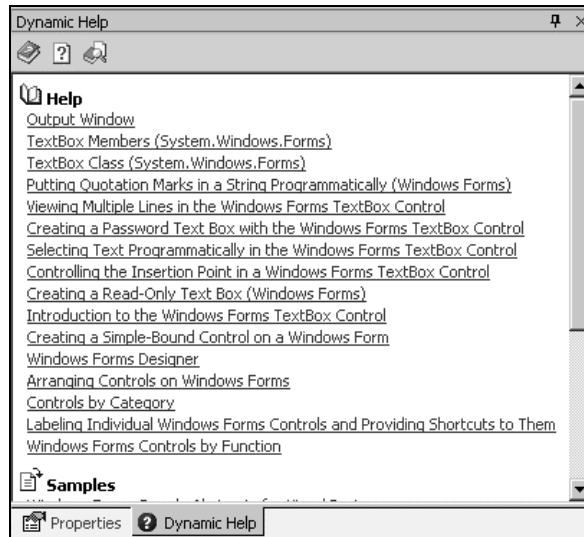 Dynamic Help
Help
Output Window
TextBox Members (System.Windows.Forms)
TextBox Class (System.Windows.Forms)
Putting Quotation Marks in a String Programmatically (Windows Forms)
Viewing Multiple Lines in the Windows Forms TextBox Control
Creating a Password Text Box with the Windows Forms TextBox Control
Selecting Text Programmatically in the Windows Forms TextBox Control
Controlling the Insertion Point in a Windows Forms TextBox Control
Creating a Read-Only Text Box (Windows Forms)
Introduction to the Windows Forms TextBox Control
Creating a Simple-Bound Control on a Windows Form
Windows Forms Designer
Arranging Controls on Windows Forms
Controls by Category
Labeling Individual Windows Forms Controls and Providing Shortcuts to Them
Windows Forms Controls by Function
Samples
Properties
Dynamic Help